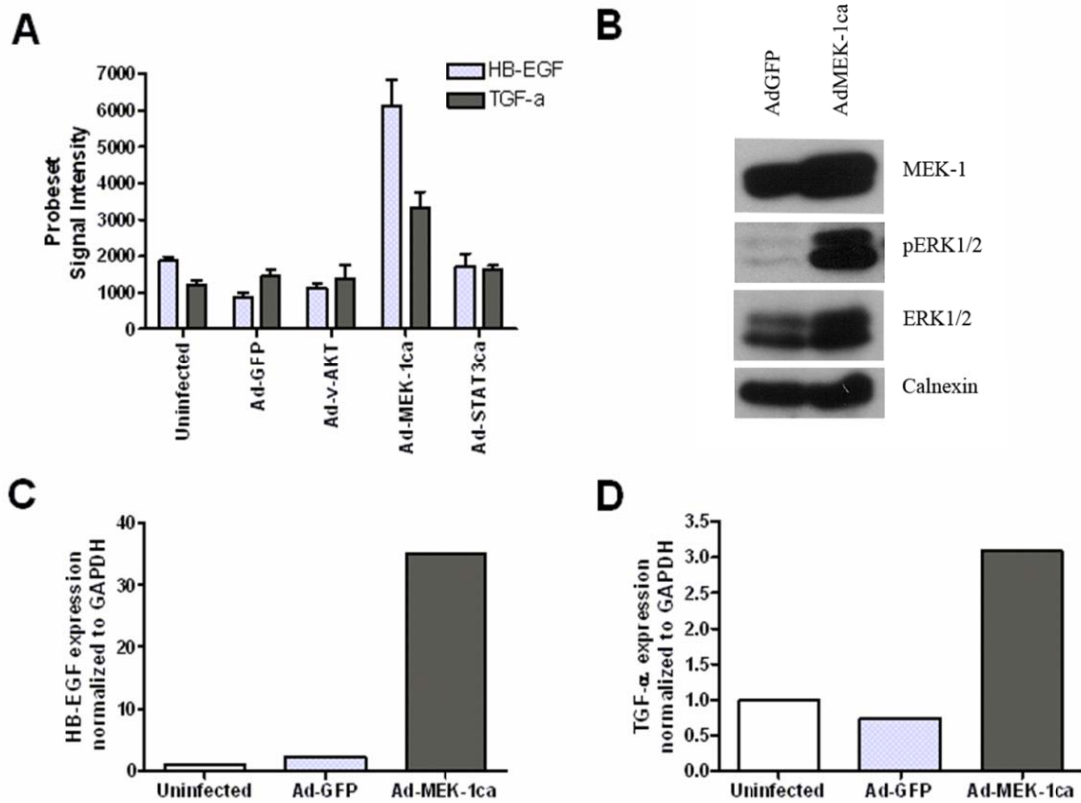 A
Probeset
Signal Intensity
7000
6000
5000
4000
3000
2000
1000
0
HB-EGF
TGF-a
Uninfected
Ad-GFP
Ad-v-AKT
Ad-MEK-1ca
Ad-STAT3ca
B
AdGFP
AdMEK-1ca
MEK-1
pERK1/2
ERK1/2
Calnexin
C
HB-EGF expression
normalized to GAPDH
40
30
20
10
0
Uninfected
Ad-GFP
Ad-MEK-1ca
D
TGF-α expression
normalized to GAPDH
3.5
3.0
2.5
2.0
1.5
1.0
0.5
0.0
Uninfected
Ad-GFP
Ad-MEK-1ca